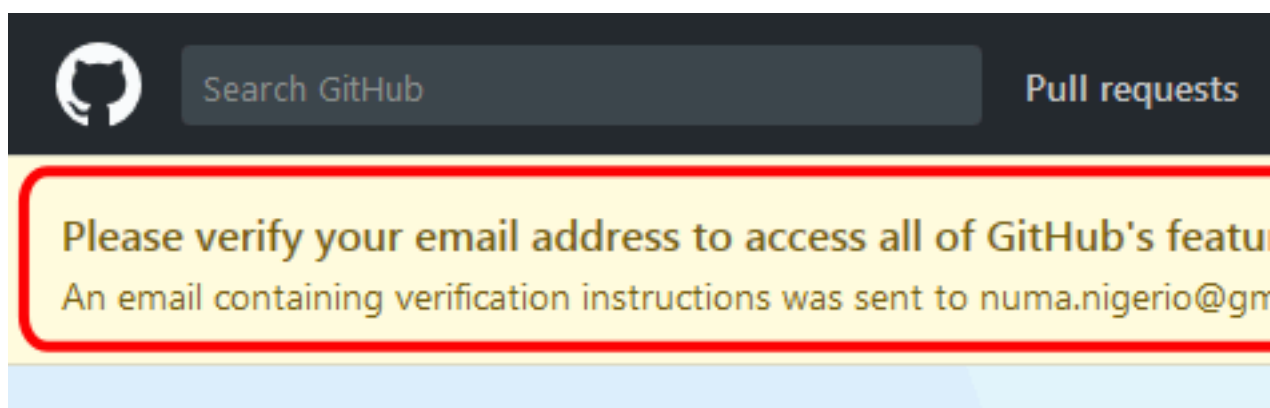 Search GitHub
Pull requests
Please verify your email address to access all of GitHub's featu
An email containing verification instructions was sent to numa.nigerio@gm